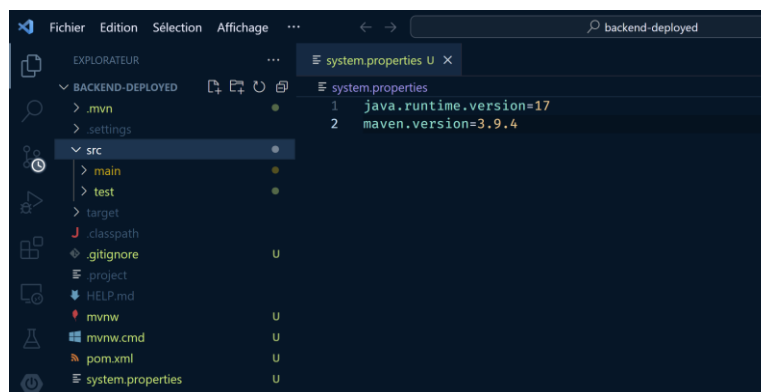 Fichier Edition Sélection Affichage ...
backend-deployed
EXPLORATEUR ...
BACKEND-DEPLOYED
.mvn
.settings
src
main
test
target
J .classpath
.gitignore U
.project
HELP.md
mvnw U
mvnw.cmd U
pom.xml U
system.properties U
system.properties U
system.properties
1 java.runtime.version=17
2 maven.version=3.9.4